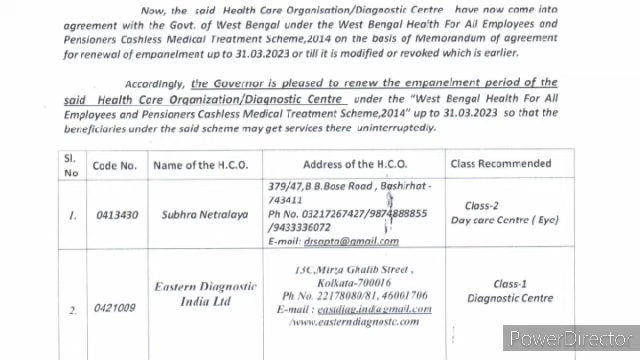 Now, the said Health Care Organisation/Diagnostic Centre have now come into
agreement with the Govt. of West Bengal under the West Bengal Health For All Employees and
Pensioners Cashless Medical Treatment Scheme,2014 on the basis of Memorandum of agreement
for renewal of empanelment up to 31.03.2023 or till it is modified or revoked which is earlier.
Accordingly, the Governor is pleased to renew the empanelment period of the
said Health Care Organization/Diagnostic Centre under the "West Bengal Health For All
Employees and Pensioners Cashless Medical Treatment Scheme,2014" up to 31.03.2023 so that the
beneficiaries under the said scheme may get services there uninterruptedly.
Sl. No Code No. Name of the H.C.O. Address of the H.C.O. Class Recommended
1. 0413430 Subhra Netralaya
379/47,B.B.Bose Road , Bashirhat -
743411
Ph No. 03217267427/9874888855
/9433336072
E-mail: drsapta@gmail.com
Class-2
Day care Centre ( Eye)
2. 0421009
Eastern Diagnostic
India Ltd
13C,Mirza Ghalib Street ,
Kolkata-700016
Ph No. 22178080/81, 46001706
E-mail : easidiag.ind@gmail.com
/www.easterndiagnostc.com
Class-1
Diagnostic Centre
PowerDirector